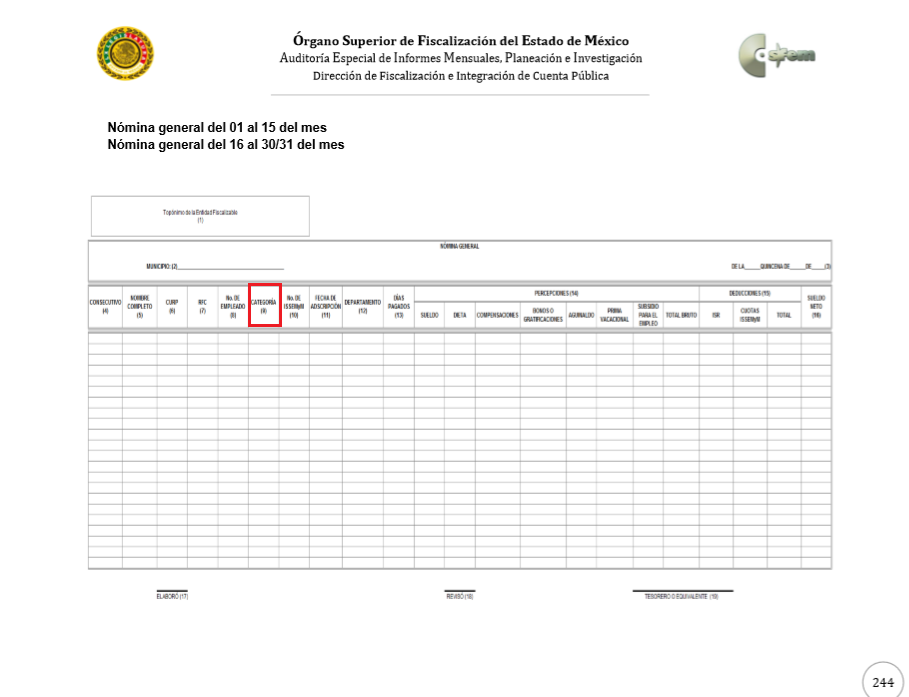 Órgano Superior de Fiscalización del Estado de México
Auditoría Especial de Informes Mensuales, Planeación e Investigación
Dirección de Fiscalización e Integración de Cuenta Pública
osfem
Nómina general del 01 al 15 del mes
Nómina general del 16 al 30/31 del mes
Topónimo de la Entidad Fiscalizable
(1)
NÓMINA GENERAL
MUNICIPIO: (2)
DE LA_____QUINCENA DE_____DE_____(3)
CONSECUTIVO (4)
NOMBRE COMPLETO (5)
CURP (6)
RFC (7)
No. DE EMPLEADO (8)
CATEGORÍA (9)
No. DE ISSEMyM (10)
FECHA DE ADSCRIPCIÓN (11)
DEPARTAMENTO (12)
DÍAS PAGADOS (13)
PERCEPCIONES (14)
SUELDO
DIETA
COMPENSACIONES
BONOS O GRATIFICACIONES
AGUINALDO
PRIMA VACACIONAL
SUBSIDIO PARA EL EMPLEO
TOTAL BRUTO
DEDUCCIONES (15)
ISR
CUOTAS ISSEMyM
TOTAL
SUELDO NETO (16)
ELABORÓ (17)
REVISÓ (18)
TESORERO O EQUIVALENTE (19)
244